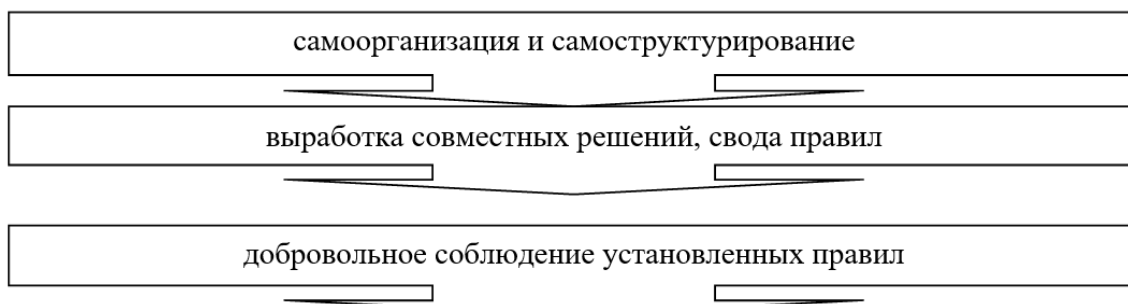 самоорганизация и самоструктурирование
выработка совместных решений, свода правил
добровольное соблюдение установленных правил